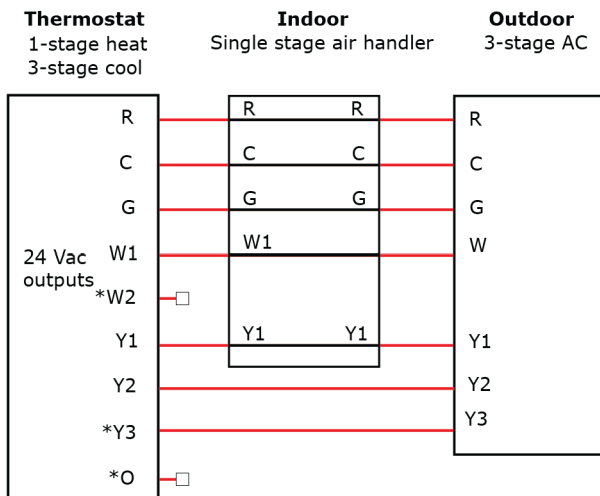 Thermostat
1-stage heat
3-stage cool
Indoor
Single stage air handler
Outdoor
3-stage AC
R R R R
C C C C
G G G G
24 Vac
outputs
W1 W1 W
*W2
Y1 Y1 Y1 Y1
Y2 Y2
*Y3 Y3
*O